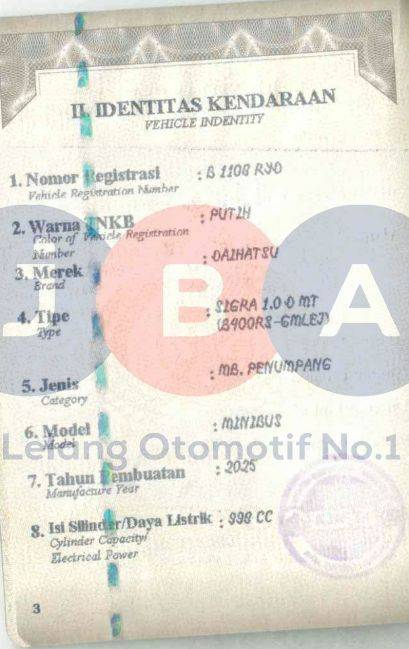 II. IDENTITAS KENDARAAN
VEHICLE INDENTITY
1. Nomor Registrasi : B 1108 RYO
Vehicle Registration Number
2. Warna TNKB : PUTIH
Color of Vehicle Registration
Number
3. Merek : DAIHATSU
Brand
4. Tipe : SIGRA 1.0 D MT
Type (B400RS-GMLEJ)
5. Jenis : MB. PENUMPANG
Category
6. Model : MINIBUS
Model
7. Tahun Pembuatan : 2025
Manufacture Year
8. Isi Silinder/Daya Listrik : 998 CC
Cylinder Capacity/
Electrical Power
3
J B A
Lelang Otomotif No.1